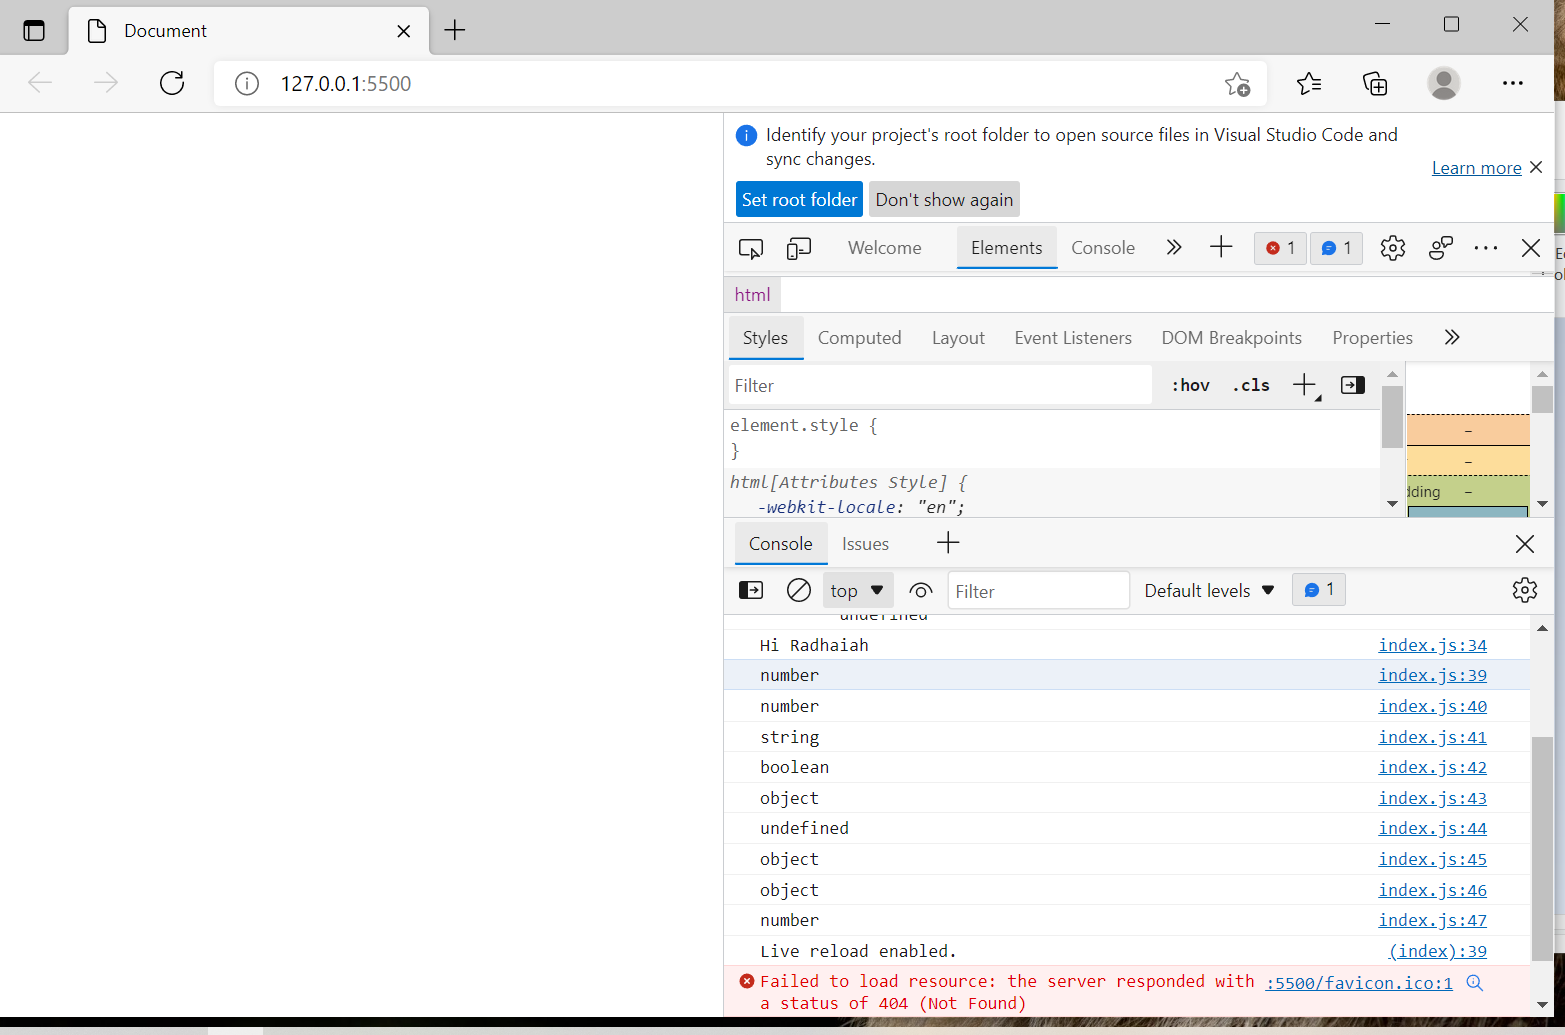 Document
127.0.0.1:5500
Identify your project's root folder to open source files in Visual Studio Code and
sync changes.
Learn more
Set root folder Don't show again
Welcome Elements Console 1 1
html
Styles Computed Layout Event Listeners DOM Breakpoints Properties
Filter :hov .cls
element.style {
}
html[Attributes Style] {
-webkit-locale: "en";
–
–
dding –
Console Issues
top Filter Default levels 1
undefined
Hi Radhaiah index.js:34
number index.js:39
number index.js:40
string index.js:41
boolean index.js:42
object index.js:43
undefined index.js:44
object index.js:45
object index.js:46
number index.js:47
Live reload enabled. (index):39
Failed to load resource: the server responded with :5500/favicon.ico:1
a status of 404 (Not Found)